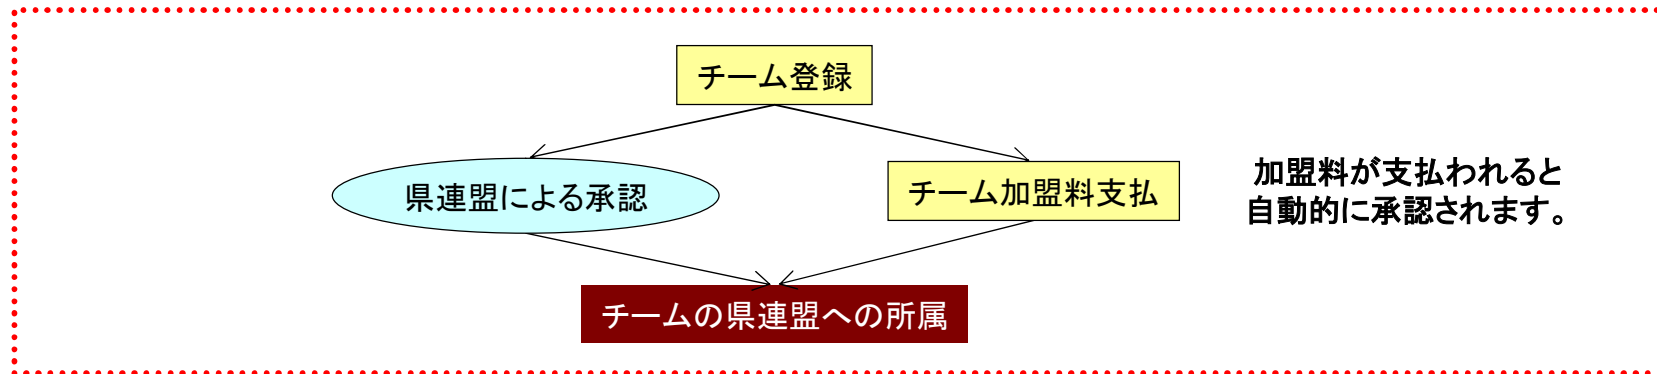 チーム登録
県連盟による承認
チーム加盟料支払
加盟料が支払われると
自動的に承認されます。
チームの県連盟への所属